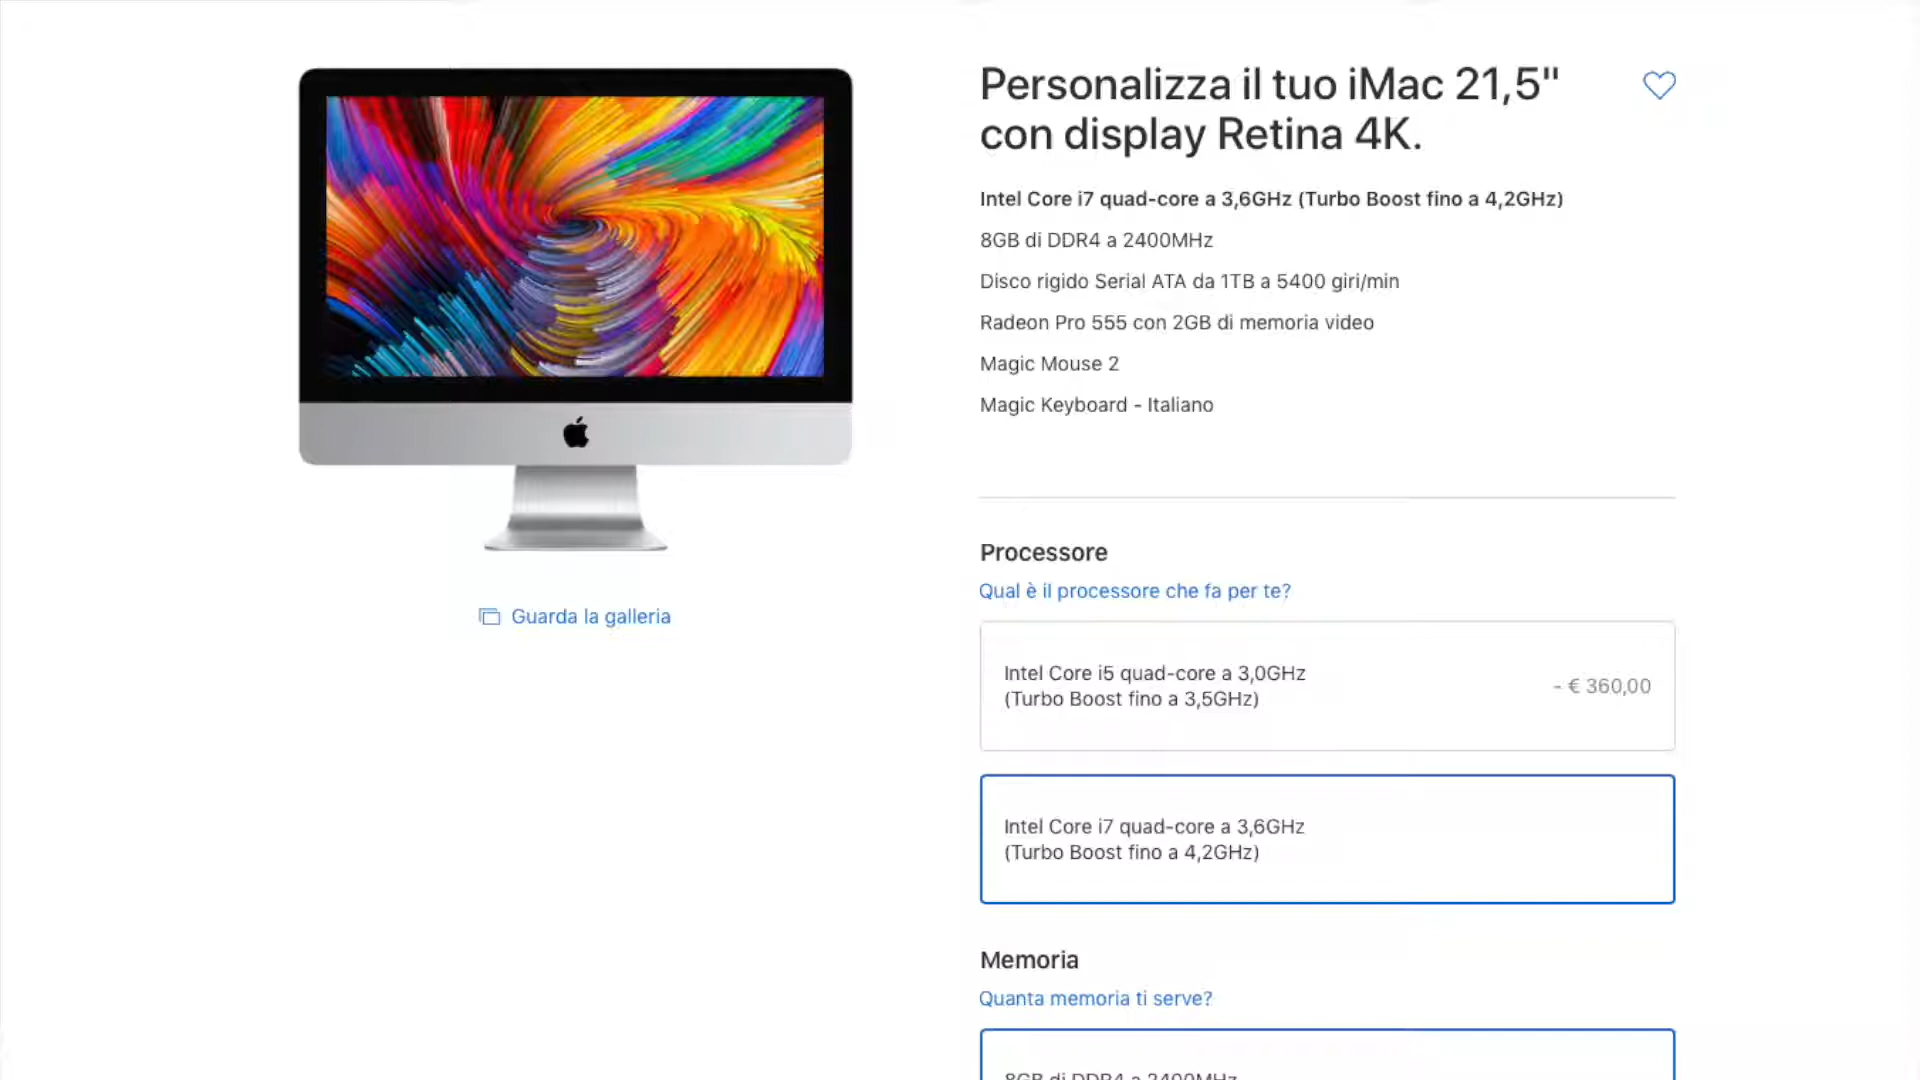 Personalizza il tuo iMac 21,5"
con display Retina 4K.
Intel Core i7 quad-core a 3,6GHz (Turbo Boost fino a 4,2GHz)
8GB di DDR4 a 2400MHz
Disco rigido Serial ATA da 1TB a 5400 giri/min
Radeon Pro 555 con 2GB di memoria video
Magic Mouse 2
Magic Keyboard - Italiano
Guarda la galleria
Processore
Qual è il processore che fa per te?
Intel Core i5 quad-core a 3,0GHz
(Turbo Boost fino a 3,5GHz)
- € 360,00
Intel Core i7 quad-core a 3,6GHz
(Turbo Boost fino a 4,2GHz)
Memoria
Quanta memoria ti serve?
8GB di DDR4 a 2400MHz